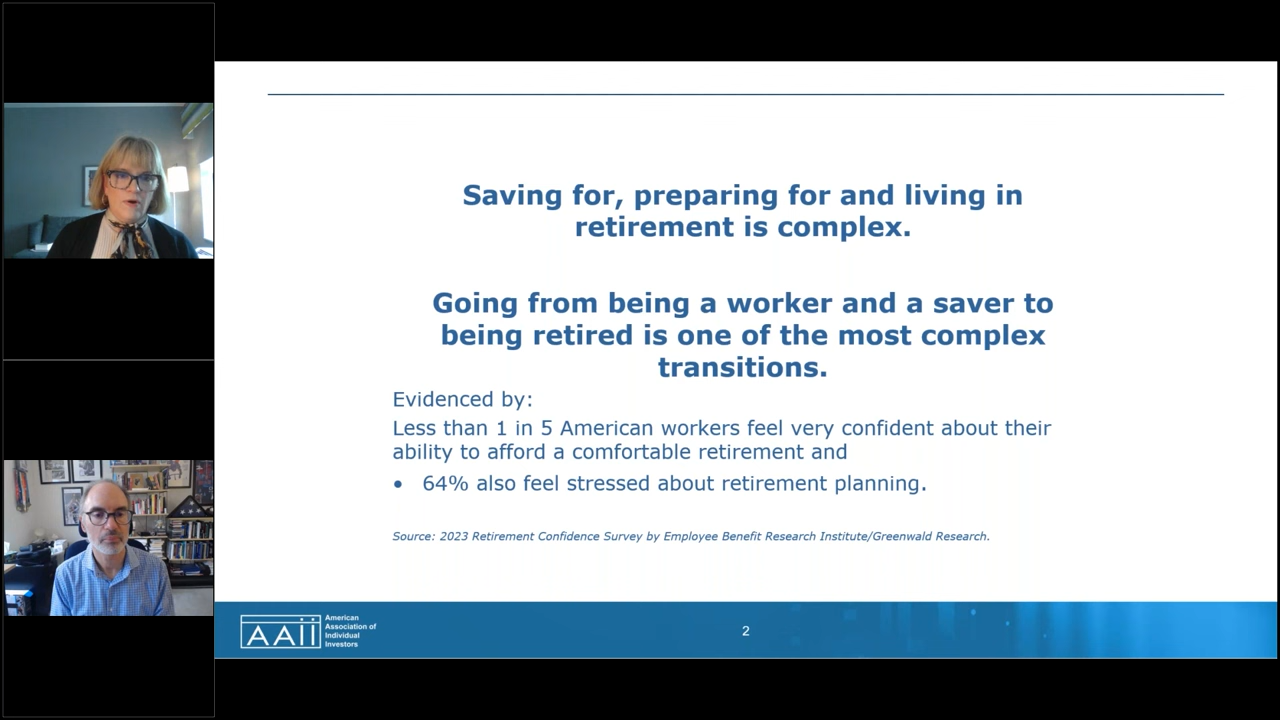 Saving for, preparing for and living in
retirement is complex.
Going from being a worker and a saver to
being retired is one of the most complex
transitions.
Evidenced by:
Less than 1 in 5 American workers feel very confident about their
ability to afford a comfortable retirement and
• 64% also feel stressed about retirement planning.
Source: 2023 Retirement Confidence Survey by Employee Benefit Research Institute/Greenwald Research.
AAii
American
Association of
Individual
Investors
2